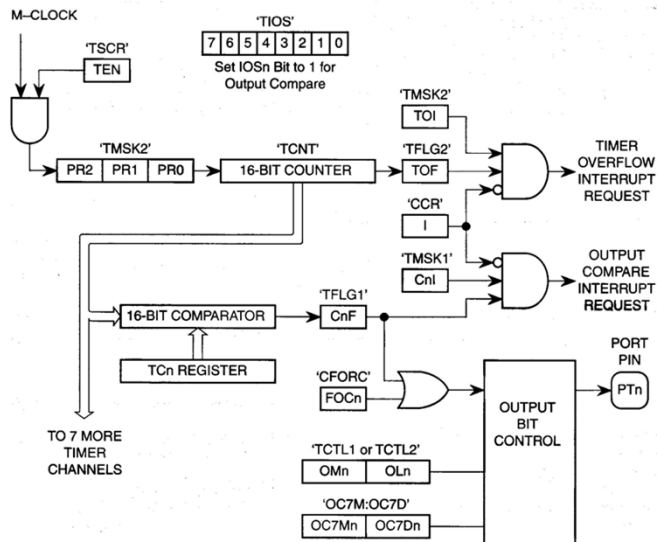 M–CLOCK
'TSCR'
TEN
'TIOS'
7 6 5 4 3 2 1 0
Set IOSn Bit to 1 for
Output Compare
'TMSK2'
PR2 PR1 PR0
'TCNT'
16-BIT COUNTER
'TMSK2'
TOI
'TFLG2'
TOF
TIMER
OVERFLOW
INTERRUPT
REQUEST
'CCR'
I
'TMSK1'
CnI
OUTPUT
COMPARE
INTERRUPT
REQUEST
16-BIT COMPARATOR
'TFLG1'
CnF
TCn REGISTER
'CFORC'
FOCn
OUTPUT
BIT
CONTROL
PORT
PIN
PTn
TO 7 MORE
TIMER
CHANNELS
'TCTL1 or TCTL2'
OMn OLn
'OC7M:OC7D'
OC7Mn OC7Dn